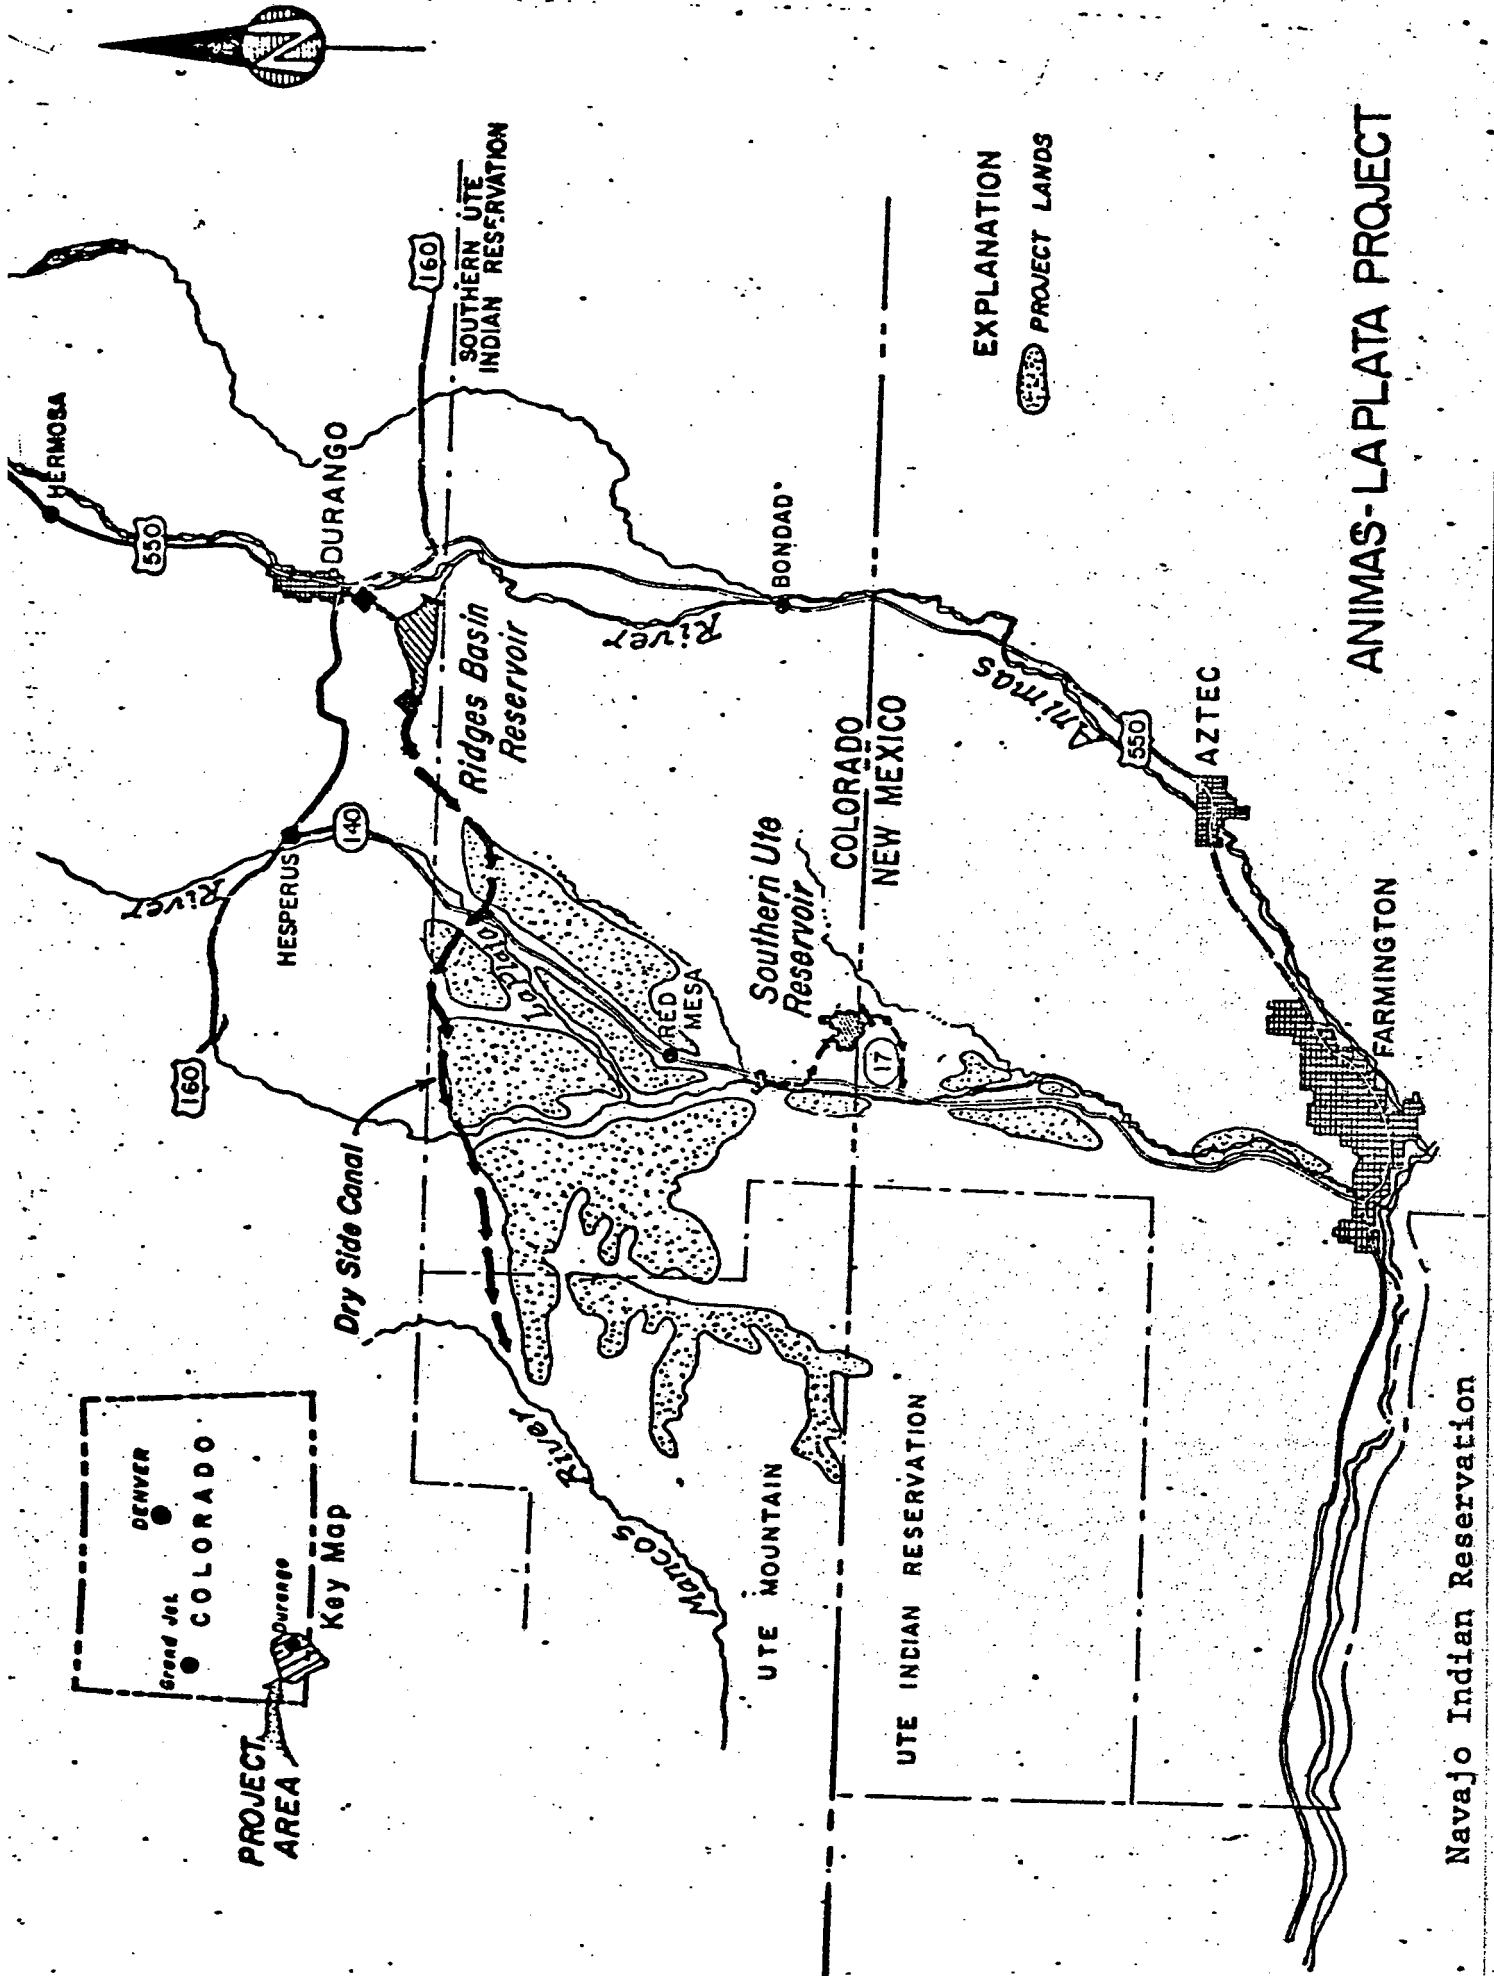 N
HERMOSA
550
DURANGO
160
SOUTHERN UTE
INDIAN RESERVATION
River
HESPERUS
140
160
Ridges Basin
Reservoir
River
BONDAD
Dry Side Canal
La Plata
RED
MESA
Southern Ute
Reservoir
COLORADO
NEW MEXICO
17
Animas
550
AZTEC
FARMINGTON
River
Mancos
UTE MOUNTAIN
UTE INDIAN RESERVATION
Navajo Indian Reservation
DENVER
Grand Jct.
COLORADO
Durango
Key Map
PROJECT
AREA
EXPLANATION
PROJECT LANDS
ANIMAS-LA PLATA PROJECT